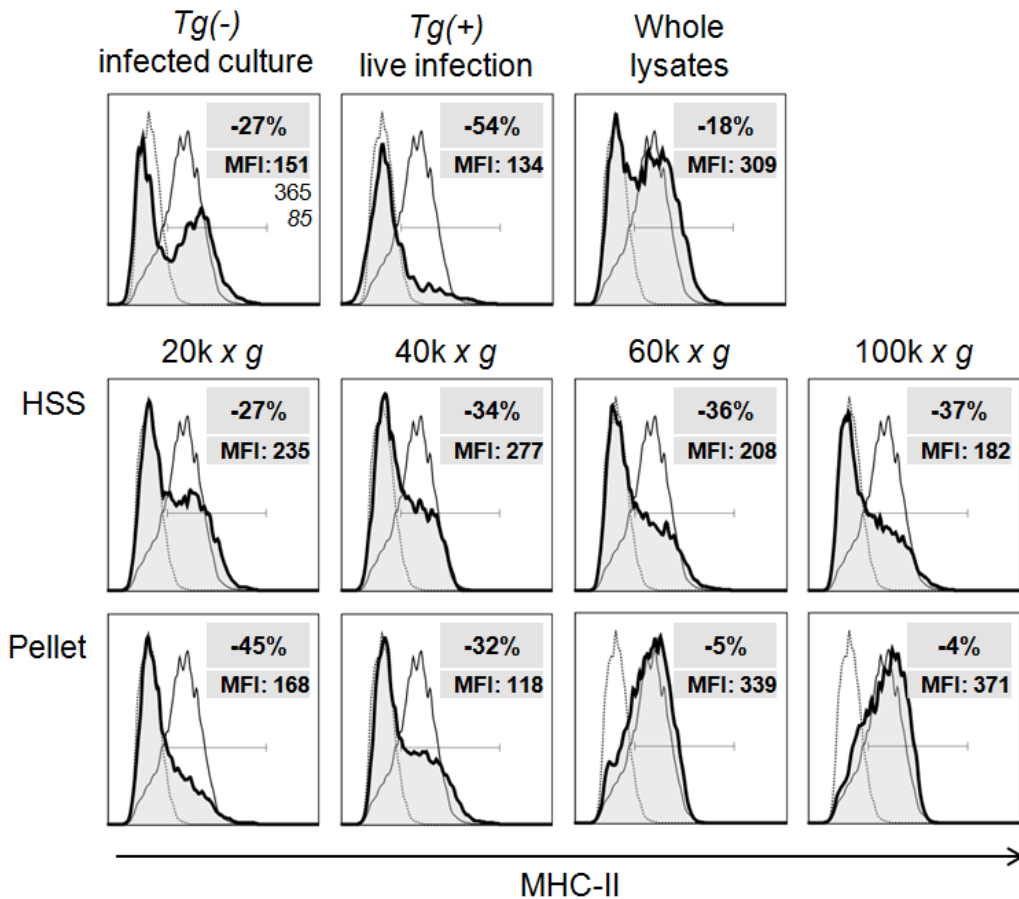 Tg(-)
infected culture
Tg(+)
live infection
Whole
lysates
-27%
MFI:151
365
85
-54%
MFI: 134
-18%
MFI: 309
20k x g
40k x g
60k x g
100k x g
HSS
-27%
MFI: 235
-34%
MFI: 277
-36%
MFI: 208
-37%
MFI: 182
Pellet
-45%
MFI: 168
-32%
MFI: 118
-5%
MFI: 339
-4%
MFI: 371
MHC-II